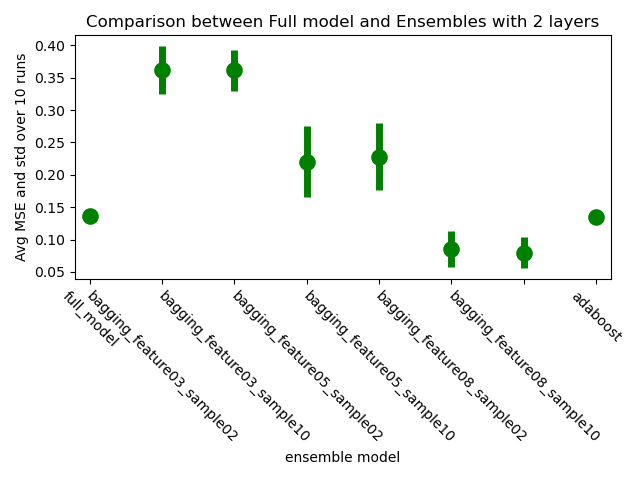 Comparison between Full model and Ensembles with 2 layers
Avg MSE and std over 10 runs
0.40
0.35
0.30
0.25
0.20
0.15
0.10
0.05
full_model
bagging_feature03_sample02
bagging_feature03_sample10
bagging_feature05_sample02
bagging_feature05_sample10
bagging_feature08_sample02
bagging_feature08_sample10
adaboost
ensemble model